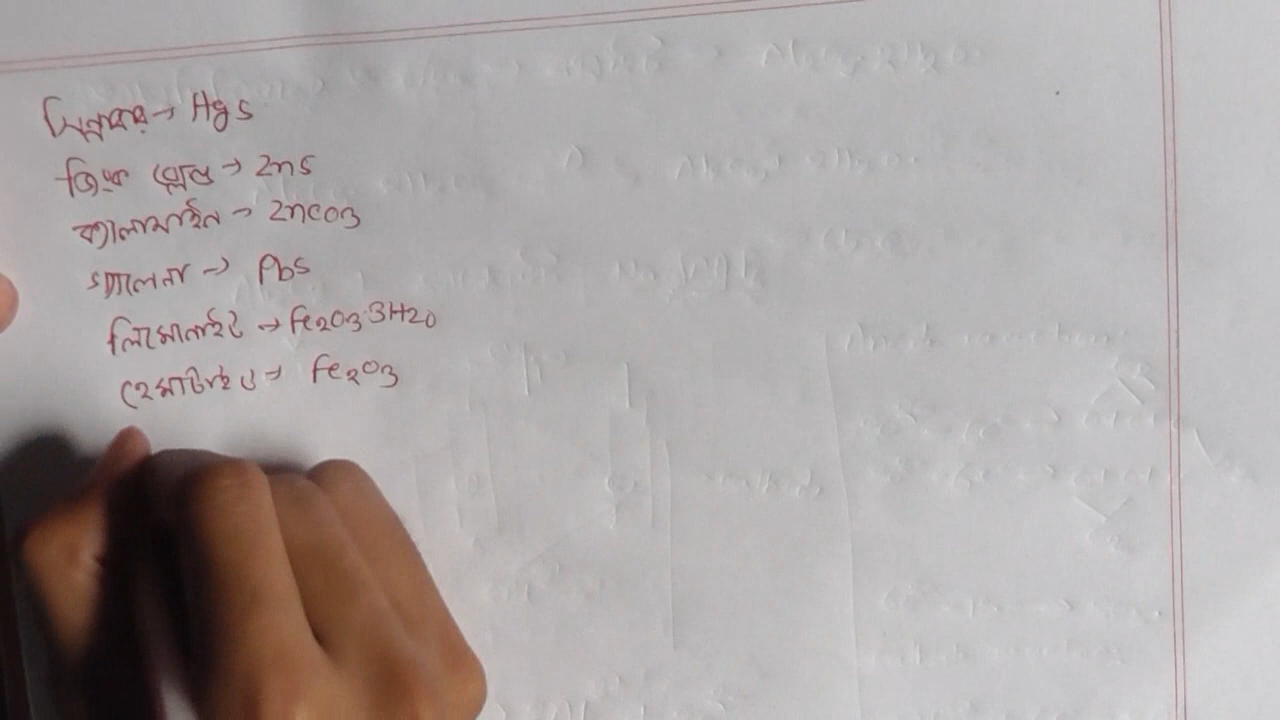 সিন্নাবার → HgS
জিংক ব্লেন্ড → ZnS
ক্যালামাইন → ZnCO3
গ্যালেনা → PbS
লিমোনাইট → Fe2O3·3H2O
হেমাটাইট → Fe2O3